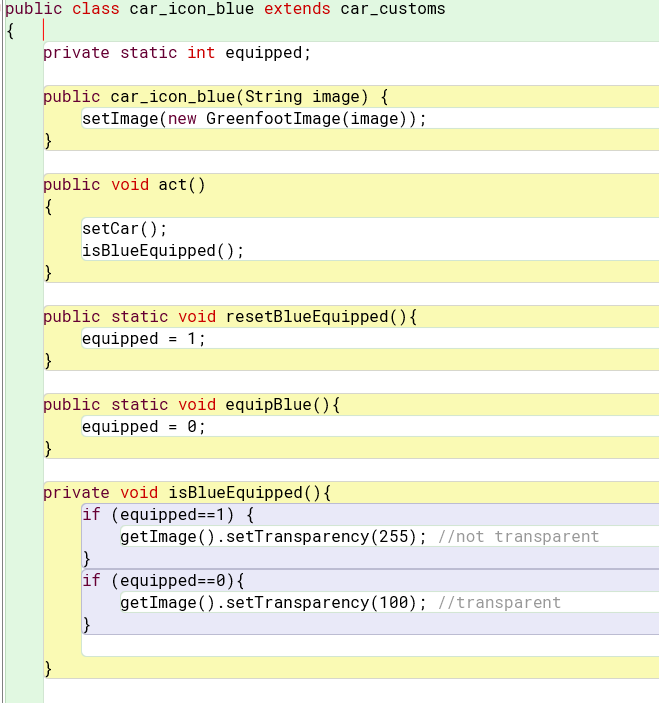 public class car_icon_blue extends car_customs
{
    private static int equipped;

    public car_icon_blue(String image) {
        setImage(new GreenfootImage(image));
    }

    public void act()
    {
        setCar();
        isBlueEquipped();
    }

    public static void resetBlueEquipped(){
        equipped = 1;
    }

    public static void equipBlue(){
        equipped = 0;
    }

    private void isBlueEquipped(){
        if (equipped==1) {
            getImage().setTransparency(255); //not transparent
        }
        if (equipped==0){
            getImage().setTransparency(100); //transparent
        }

    }